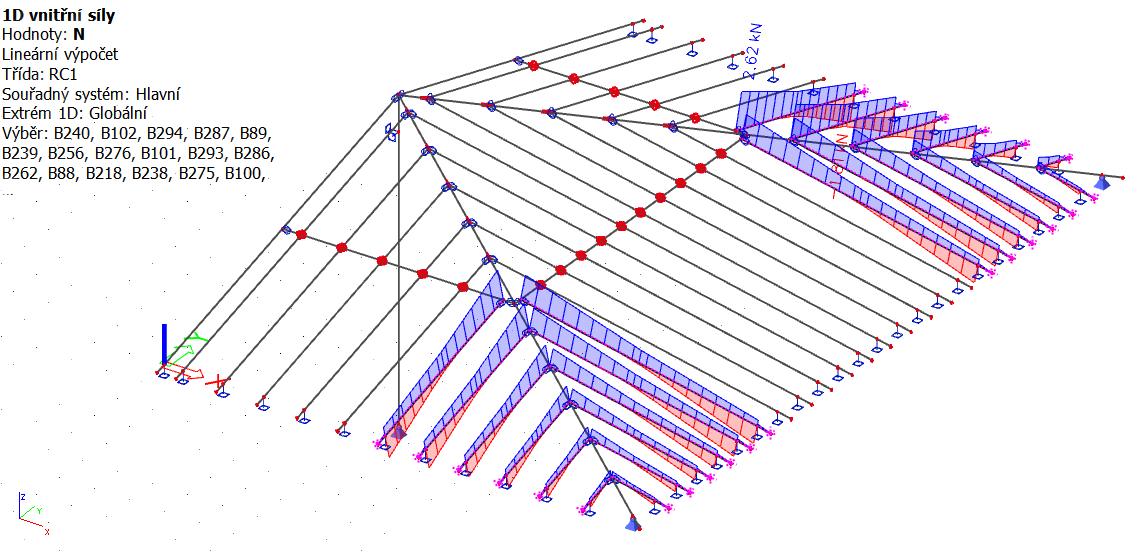 1D vnitřní síly
Hodnoty: N
Lineární výpočet
Třída: RC1
Souřadný systém: Hlavní
Extrém 1D: Globální
Výběr: B240, B102, B294, B287, B89,
B239, B256, B276, B101, B293, B286,
B262, B88, B218, B238, B275, B100,
...
2.62 kN
X
Z
Y
X